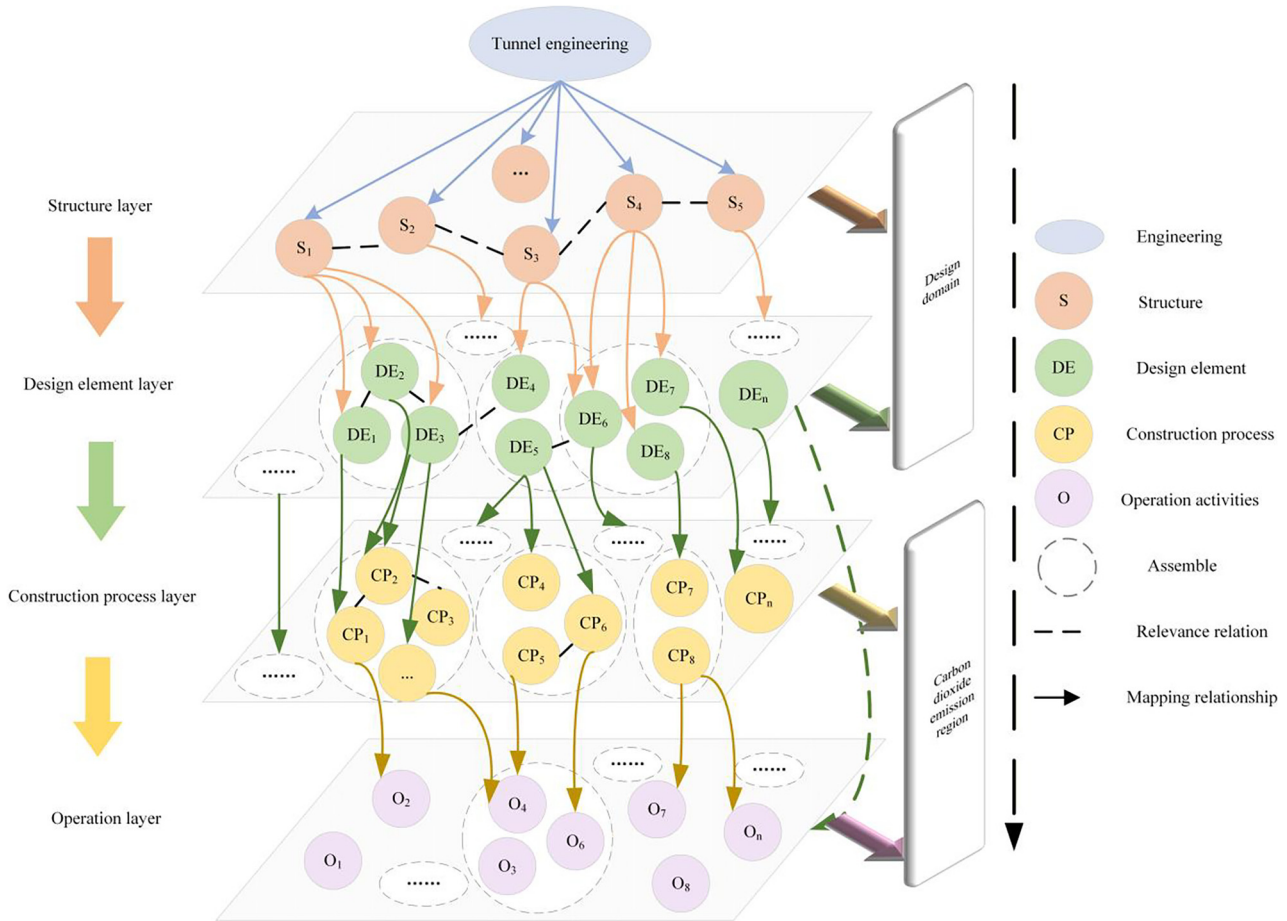 Tunnel engineering
Structure layer
...
S4
S5
S2
S1
S3
Design domain
Engineering
S
Structure
Design element layer
......
......
DE2
DE4
DE7
DEn
DE1
DE3
DE6
DE5
DE8
......
DE
Design element
CP
Construction process
O
Operation activities
Construction process layer
......
......
......
CP2
CP4
CP7
CPn
CP3
CP1
CP6
CP5
CP8
...
......
Assemble
Relevance relation
Mapping relationship
Carbon
dioxide
emission
region
Operation layer
......
......
O2
O4
O7
On
O6
O1
O3
O8
......